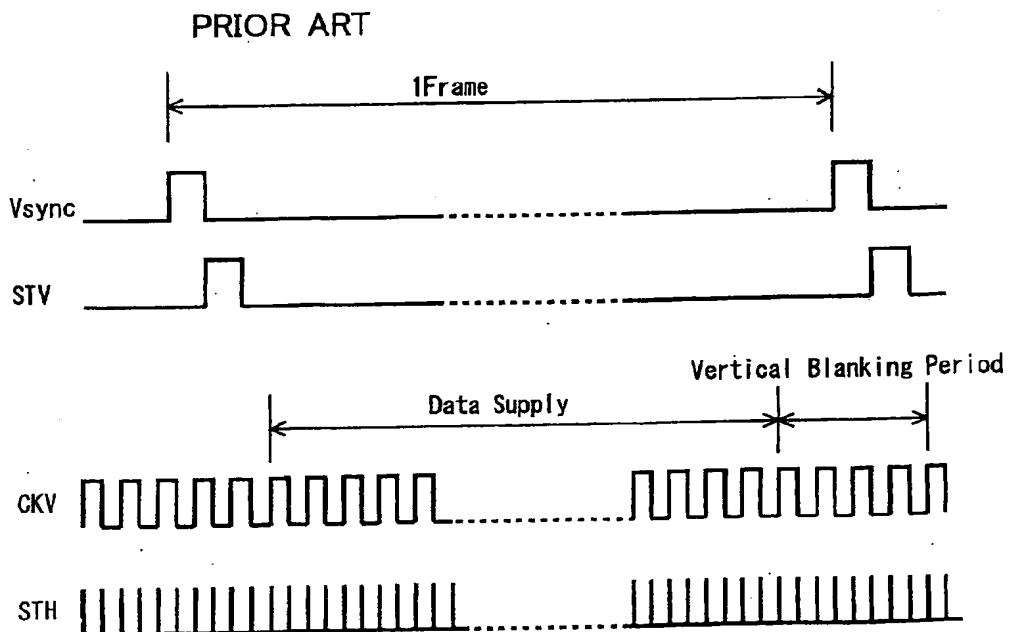 PRIOR ART
1Frame
Vsync
STV
Vertical Blanking Period
Data Supply
CKV
STH